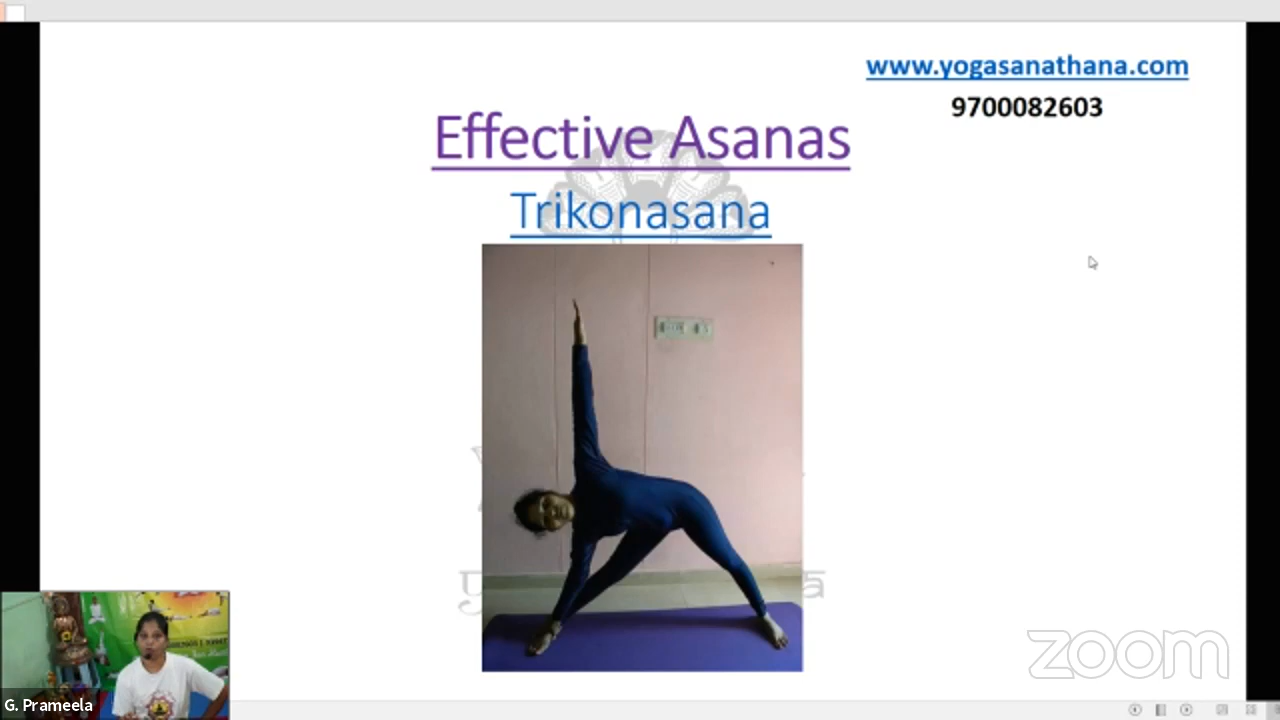 www.yogasanathana.com
9700082603
Effective Asanas
Trikonasana
G. Prameela
zoom